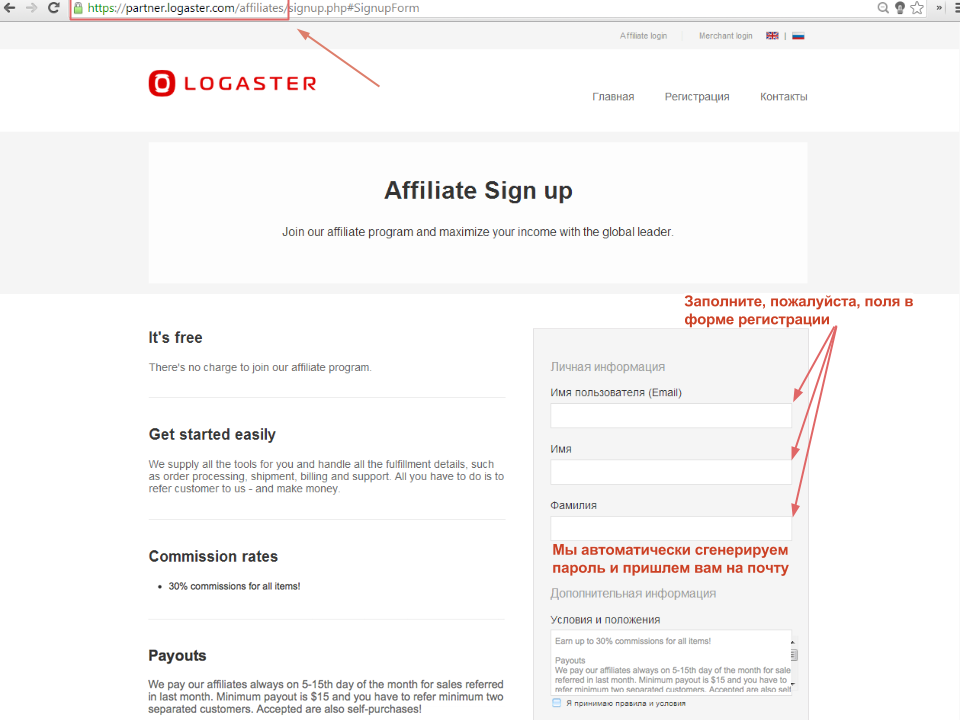 https://partner.logaster.com/affiliates/signup.php#SignupForm
Affiliate login | Merchant login |
LOGASTER
Главная Регистрация Контакты
Affiliate Sign up
Join our affiliate program and maximize your income with the global leader.
Заполните, пожалуйста, поля в
форме регистрации
It's free
There's no charge to join our affiliate program.
Get started easily
We supply all the tools for you and handle all the fulfillment details, such
as order processing, shipment, billing and support. All you have to do is to
refer customer to us - and make money.
Commission rates
• 30% commissions for all items!
Payouts
We pay our affiliates always on 5-15th day of the month for sales referred
in last month. Minimum payout is $15 and you have to refer minimum two
separated customers. Accepted are also self-purchases!
Личная информация
Имя пользователя (Email)
Имя
Фамилия
Мы автоматически сгенерируем
пароль и пришлем вам на почту
Дополнительная информация
Условия и положения
Earn up to 30% commissions for all items!
Payouts
We pay our affiliates always on 5-15th day of the month for sale
referred in last month. Minimum payout is $15 and you have to
refer minimum two separated customers. Accepted are also self
Я принимаю правила и условия